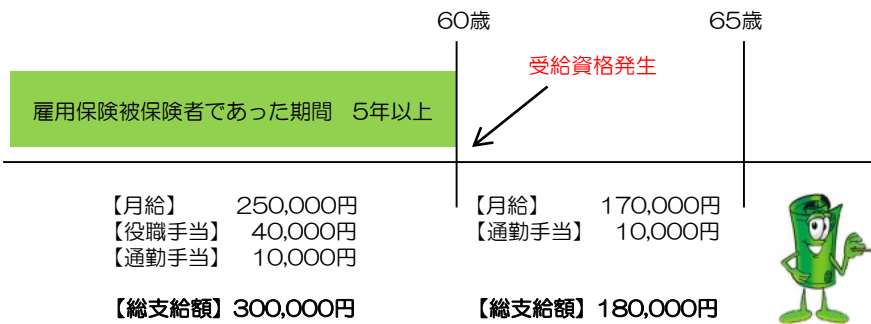 60歳
65歳
受給資格発生
雇用保険被保険者であった期間　5年以上
【月給】　250,000円
【役職手当】　40,000円
【通勤手当】　10,000円
【総支給額】300,000円
【月給】　170,000円
【通勤手当】　10,000円
【総支給額】180,000円